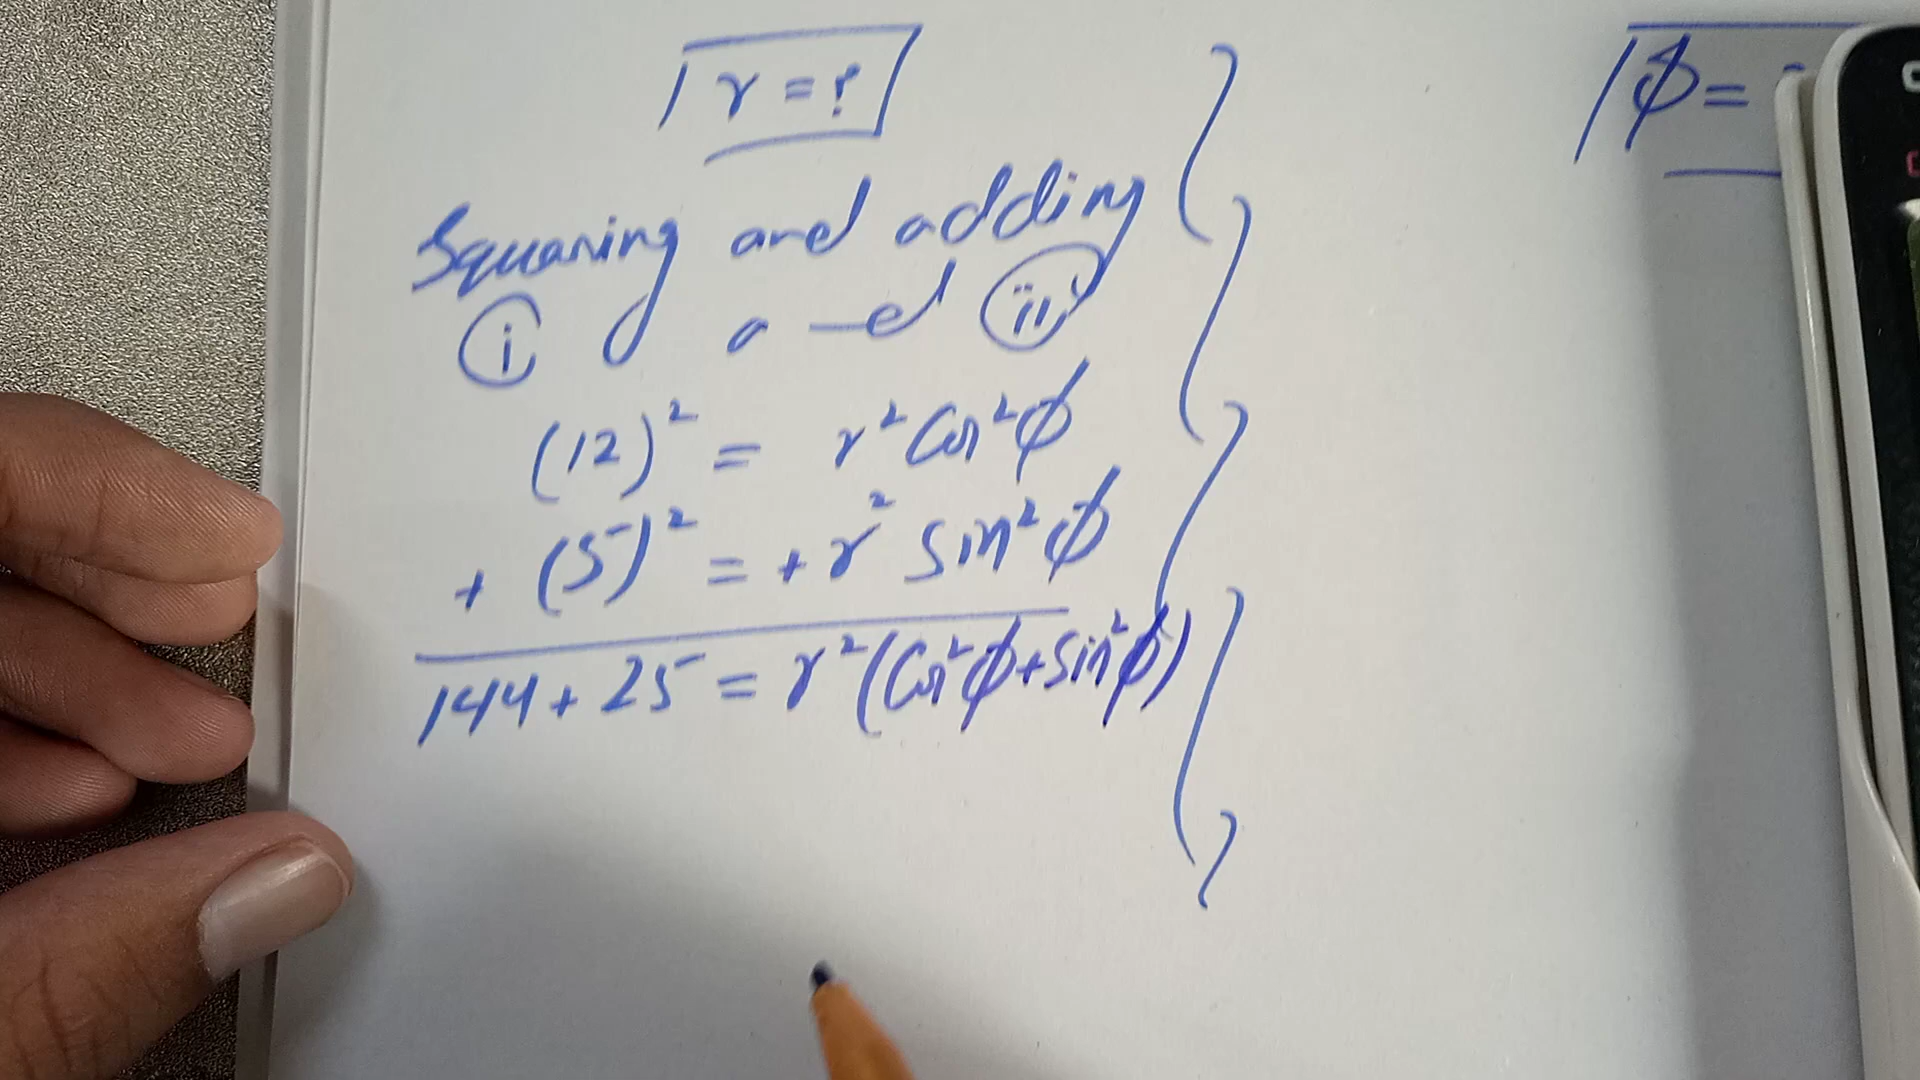 r = ?
Squaring and adding
(i) and (ii)
(12)² = r² Cos²ϕ
+ (5)² = + r² Sin²ϕ
144 + 25 = r² (Cos²ϕ + Sin²ϕ)
ϕ =